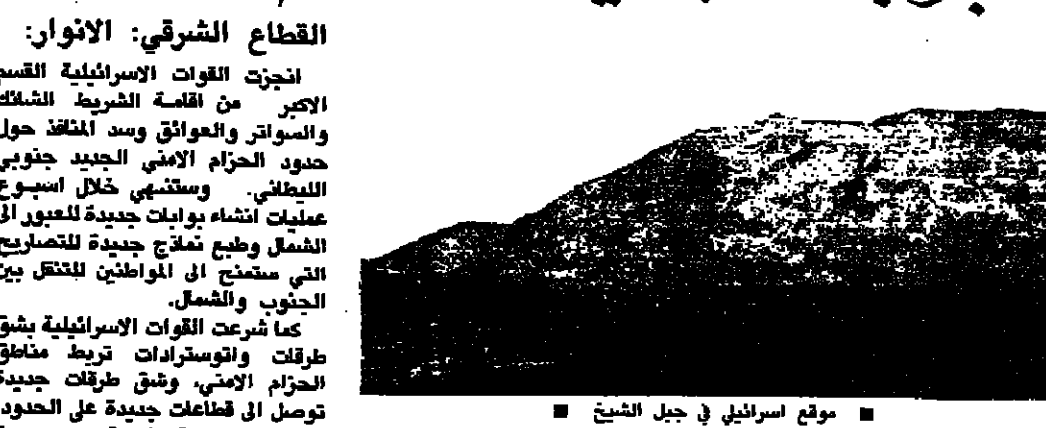 القطاع الشرقي: الانوار:
انجزت القوات الاسرائيلية القسم
الاكبر من اقامة الشريط الشائك
والسواتر والعوائق وسد المنافذ حول
حدود الحزام الامني الجديد جنوبي
الليطاني. وستنهي خلال اسبوع
عمليات انشاء بوابات جديدة للعبور الى
الشمال وطبع نماذج جديدة للتصاريح
التي ستمنح الى المواطنين للتنقل بين
الجنوب والشمال.
كما شرعت القوات الاسرائيلية بشق
طرقات واتوسترادات تربط مناطق
الحزام الامني، وشق طرقات جديدة
توصل الى قطاعات جديدة على الحدود
■ موقع اسرائيلي في جبل الشيخ ■